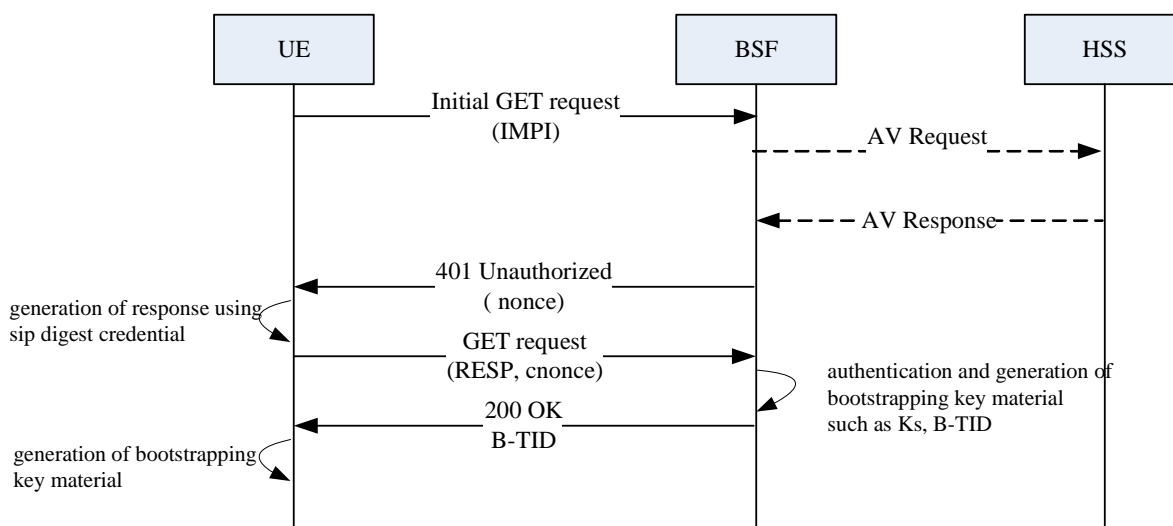 UE
BSF
HSS
Initial GET request
(IMPI)
AV Request
AV Response
401 Unauthorized
( nonce)
generation of response using
sip digest credential
GET request
(RESP, cnonce)
authentication and generation of
bootstrapping key material
such as Ks, B-TID
200 OK
B-TID
generation of bootstrapping
key material